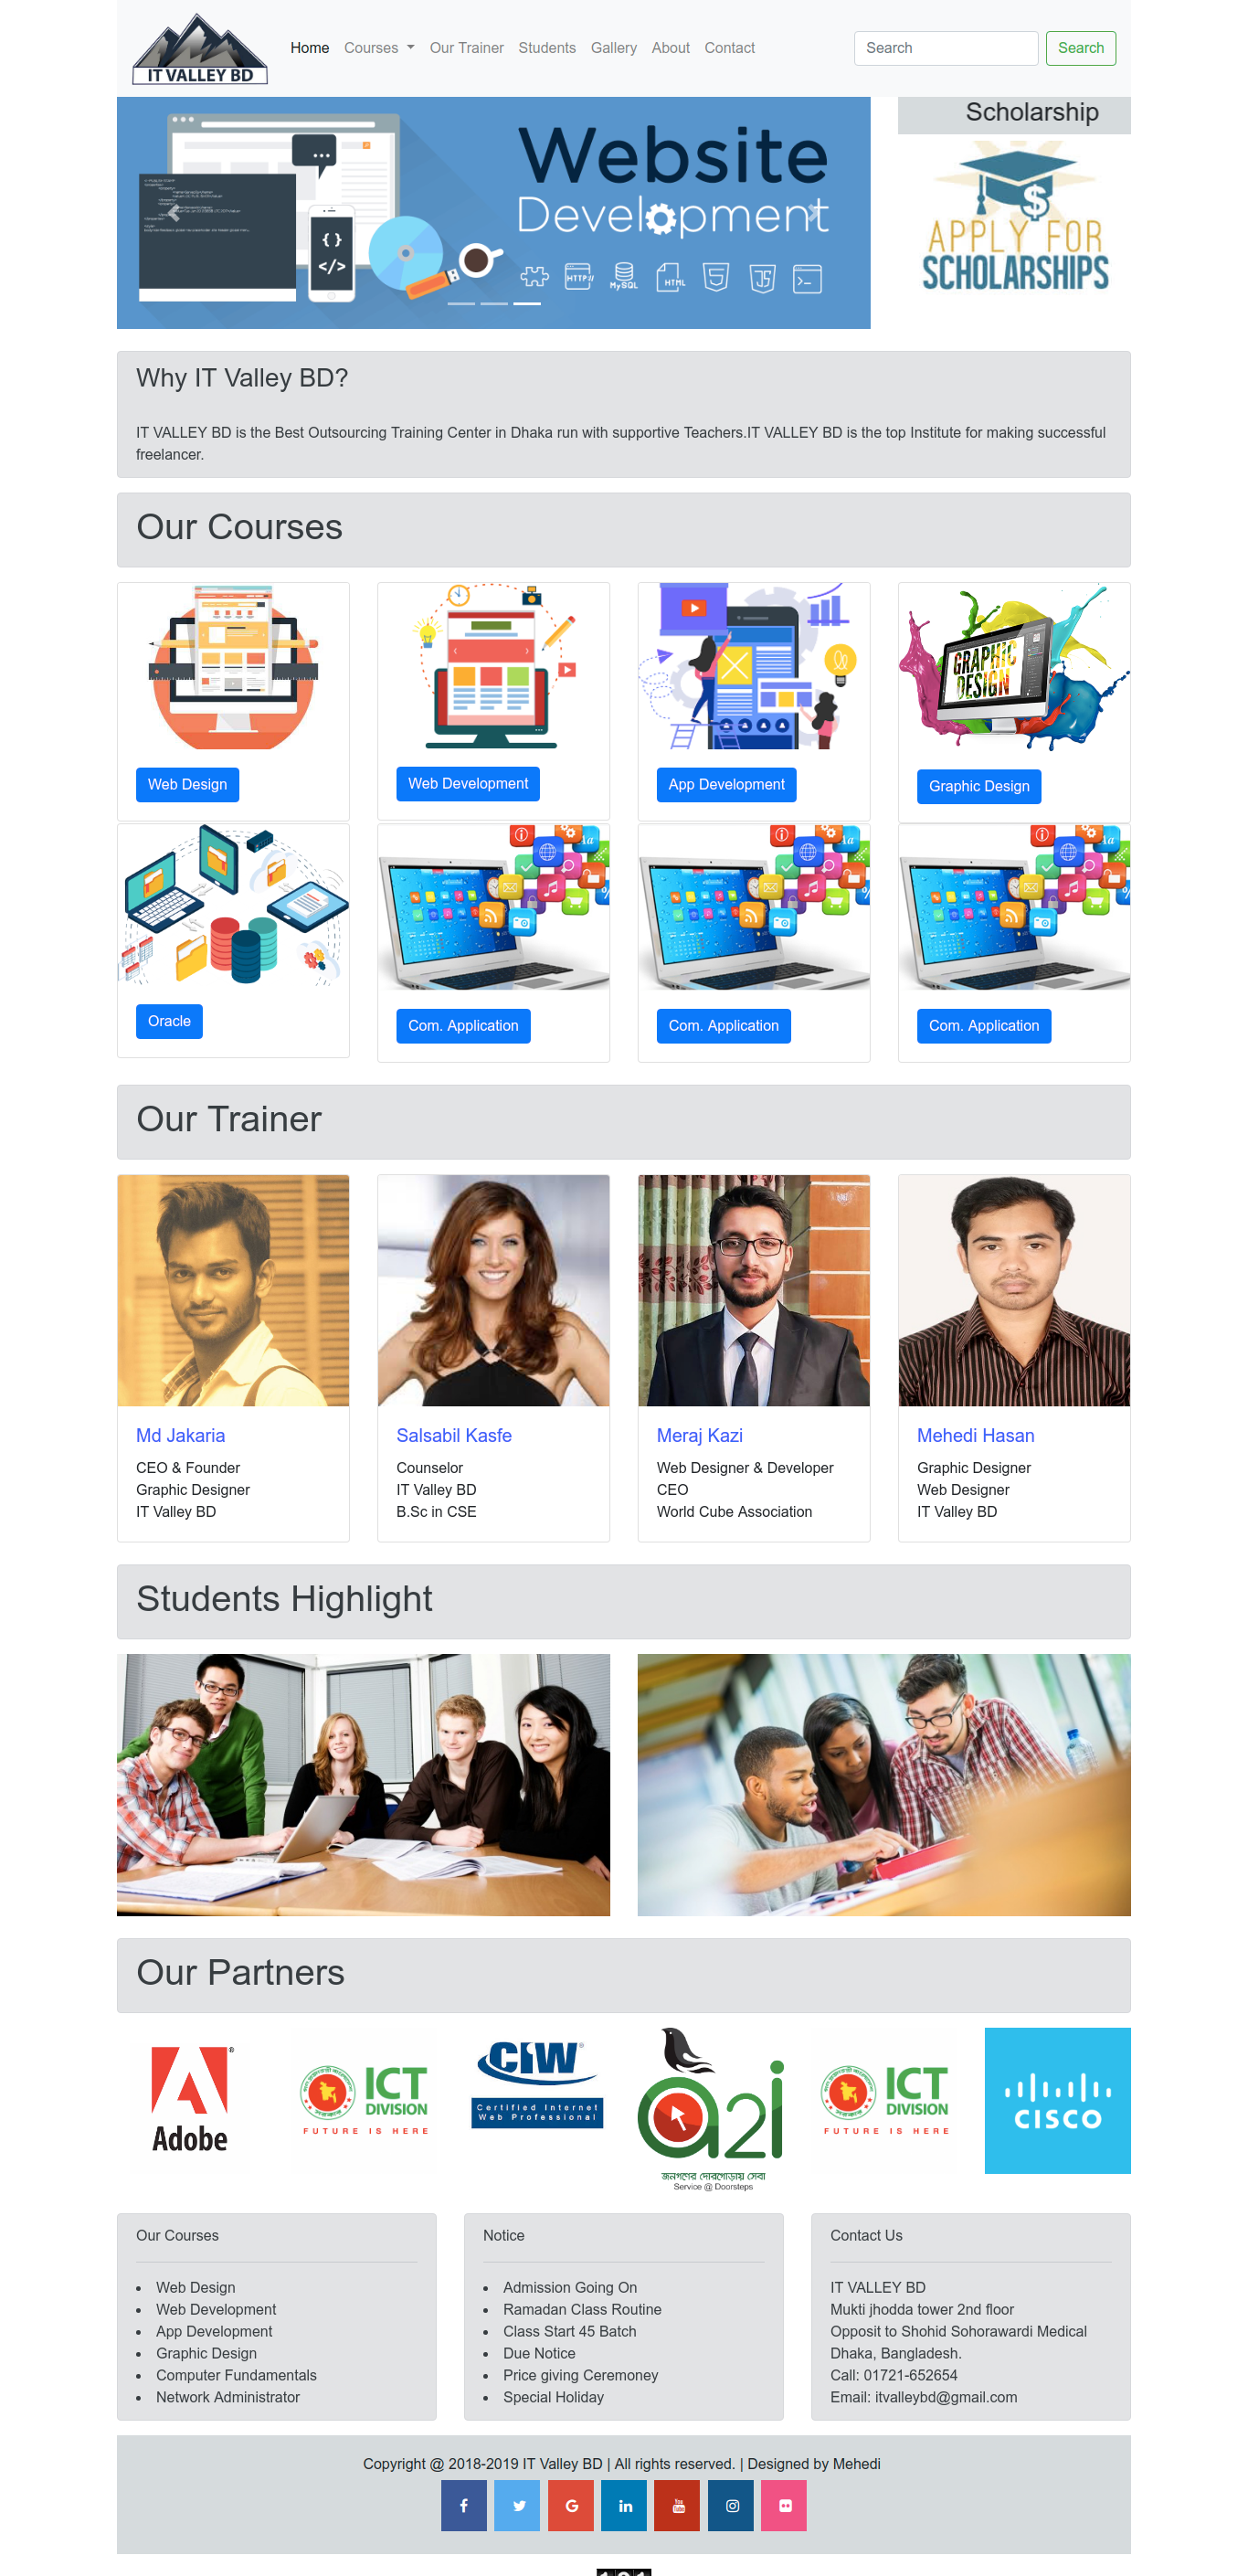 IT VALLEY BD
Home Courses Our Trainer Students Gallery About Contact
Search
Search
Website
Development
HTTP://
MySQL
HTML
JS
Scholarship
APPLY FOR
SCHOLARSHIPS
Why IT Valley BD?
IT VALLEY BD is the Best Outsourcing Training Center in Dhaka run with supportive Teachers.IT VALLEY BD is the top Institute for making successful
freelancer.
Our Courses
GRAPHIC
DESIGN
Web Design
Web Development
App Development
Graphic Design
Oracle
Com. Application
Com. Application
Com. Application
Our Trainer
Md Jakaria
CEO & Founder
Graphic Designer
IT Valley BD
Salsabil Kasfe
Counselor
IT Valley BD
B.Sc in CSE
Meraj Kazi
Web Designer & Developer
CEO
World Cube Association
Mehedi Hasan
Graphic Designer
Web Designer
IT Valley BD
Students Highlight
Our Partners
Adobe
ICT
DIVISION
FUTURE IS HERE
CIW
Certified Internet
Web Professional
a2i
জনগণের দোরগোড়ায় সেবা
Service @ Doorsteps
ICT
DIVISION
FUTURE IS HERE
CISCO
Our Courses
Web Design
Web Development
App Development
Graphic Design
Computer Fundamentals
Network Administrator
Notice
Admission Going On
Ramadan Class Routine
Class Start 45 Batch
Due Notice
Price giving Ceremoney
Special Holiday
Contact Us
IT VALLEY BD
Mukti jhodda tower 2nd floor
Opposit to Shohid Sohorawardi Medical
Dhaka, Bangladesh.
Call: 01721-652654
Email: itvalleybd@gmail.com
Copyright @ 2018-2019 IT Valley BD | All rights reserved. | Designed by Mehedi
You
Tube